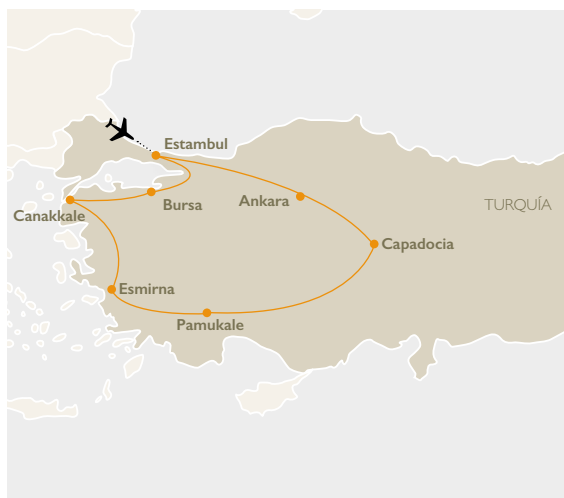 Estambul
Ankara
Bursa
TURQUÍA
Canakkale
Capadocia
Esmirna
Pamukale